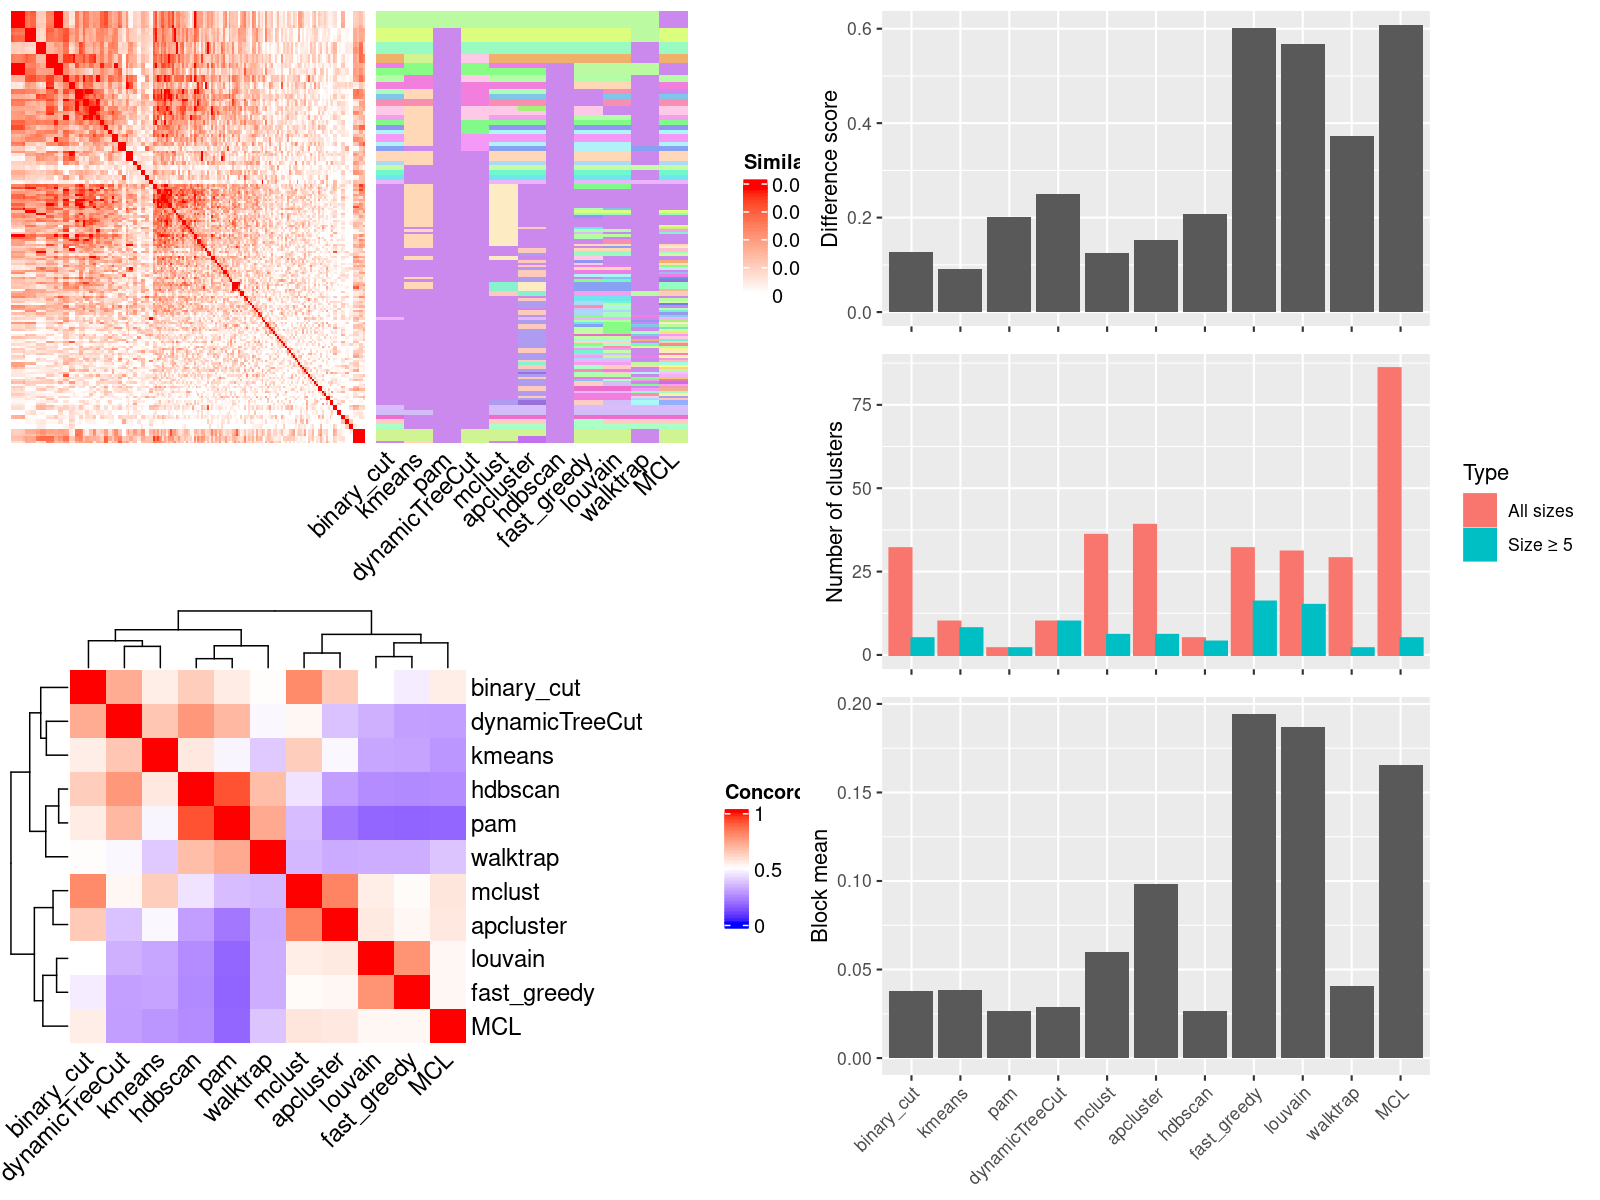 Simila
0.0
0.0
0.0
0.0
0
binary_cut
kmeans
pam
dynamicTreeCut
mclust
apcluster
hdbscan
fast_greedy
louvain
walktrap
MCL
Concord
1
0.5
0
binary_cut
dynamicTreeCut
kmeans
hdbscan
pam
walktrap
mclust
apcluster
louvain
fast_greedy
MCL
binary_cut
dynamicTreeCut
kmeans
hdbscan
pam
walktrap
mclust
apcluster
louvain
fast_greedy
MCL
Difference score
0.6
0.4
0.2
0.0
Number of clusters
75
50
25
0
Type
All sizes
Size ≥ 5
Block mean
0.20
0.15
0.10
0.05
0.00
binary_cut
kmeans
pam
dynamicTreeCut
mclust
apcluster
hdbscan
fast_greedy
louvain
walktrap
MCL